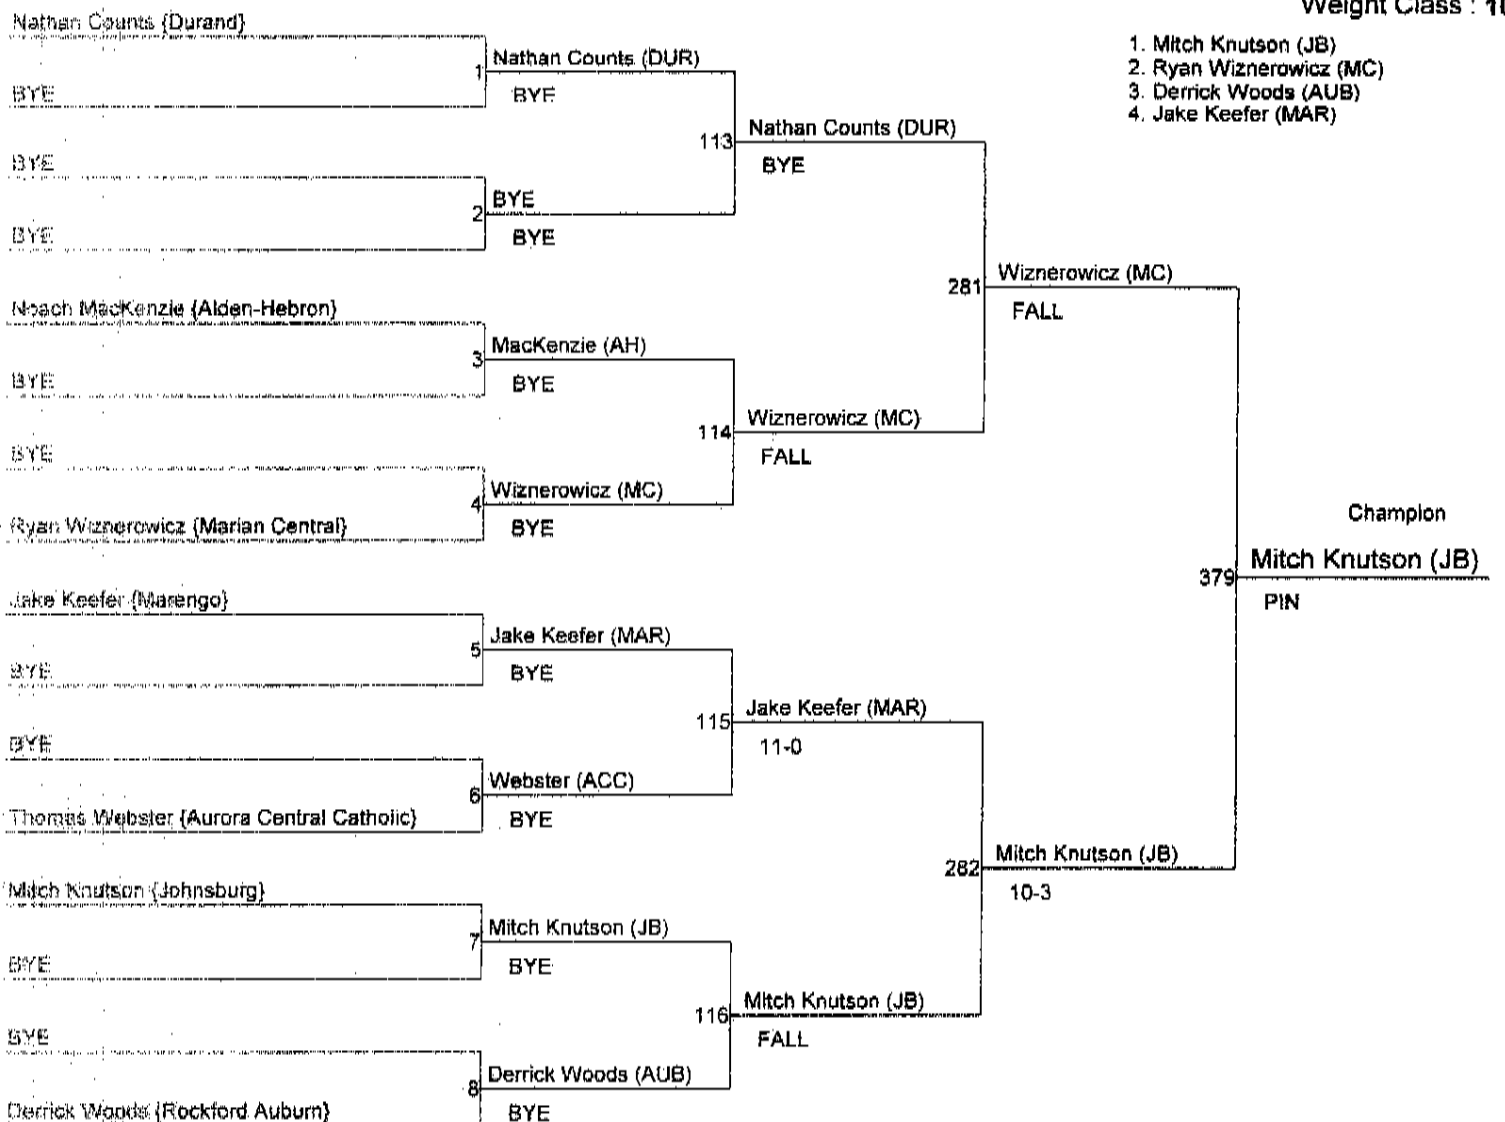 Weight Class : 10
1. Mitch Knutson (JB)
2. Ryan Wiznerowicz (MC)
3. Derrick Woods (AUB)
4. Jake Keefer (MAR)
Nathan Counts {Durand}
1 Nathan Counts (DUR)
BYE
BYE
113 Nathan Counts (DUR)
BYE
BYE
2 BYE
BYE
BYE
281 Wiznerowicz (MC)
FALL
Noach MacKenzie {Alden-Hebron}
3 MacKenzie (AH)
BYE
BYE
114 Wiznerowicz (MC)
FALL
BYE
4 Wiznerowicz (MC)
BYE
Ryan Wiznerowicz {Marian Central}
Champion
379 Mitch Knutson (JB)
PIN
Jake Keefer {Marengo}
5 Jake Keefer (MAR)
BYE
BYE
115 Jake Keefer (MAR)
11-0
BYE
6 Webster (ACC)
BYE
Thomas Webster {Aurora Central Catholic}
282 Mitch Knutson (JB)
10-3
Mitch Knutson {Johnsburg}
7 Mitch Knutson (JB)
BYE
BYE
116 Mitch Knutson (JB)
FALL
BYE
8 Derrick Woods (AUB)
BYE
Derrick Woods {Rockford Auburn}